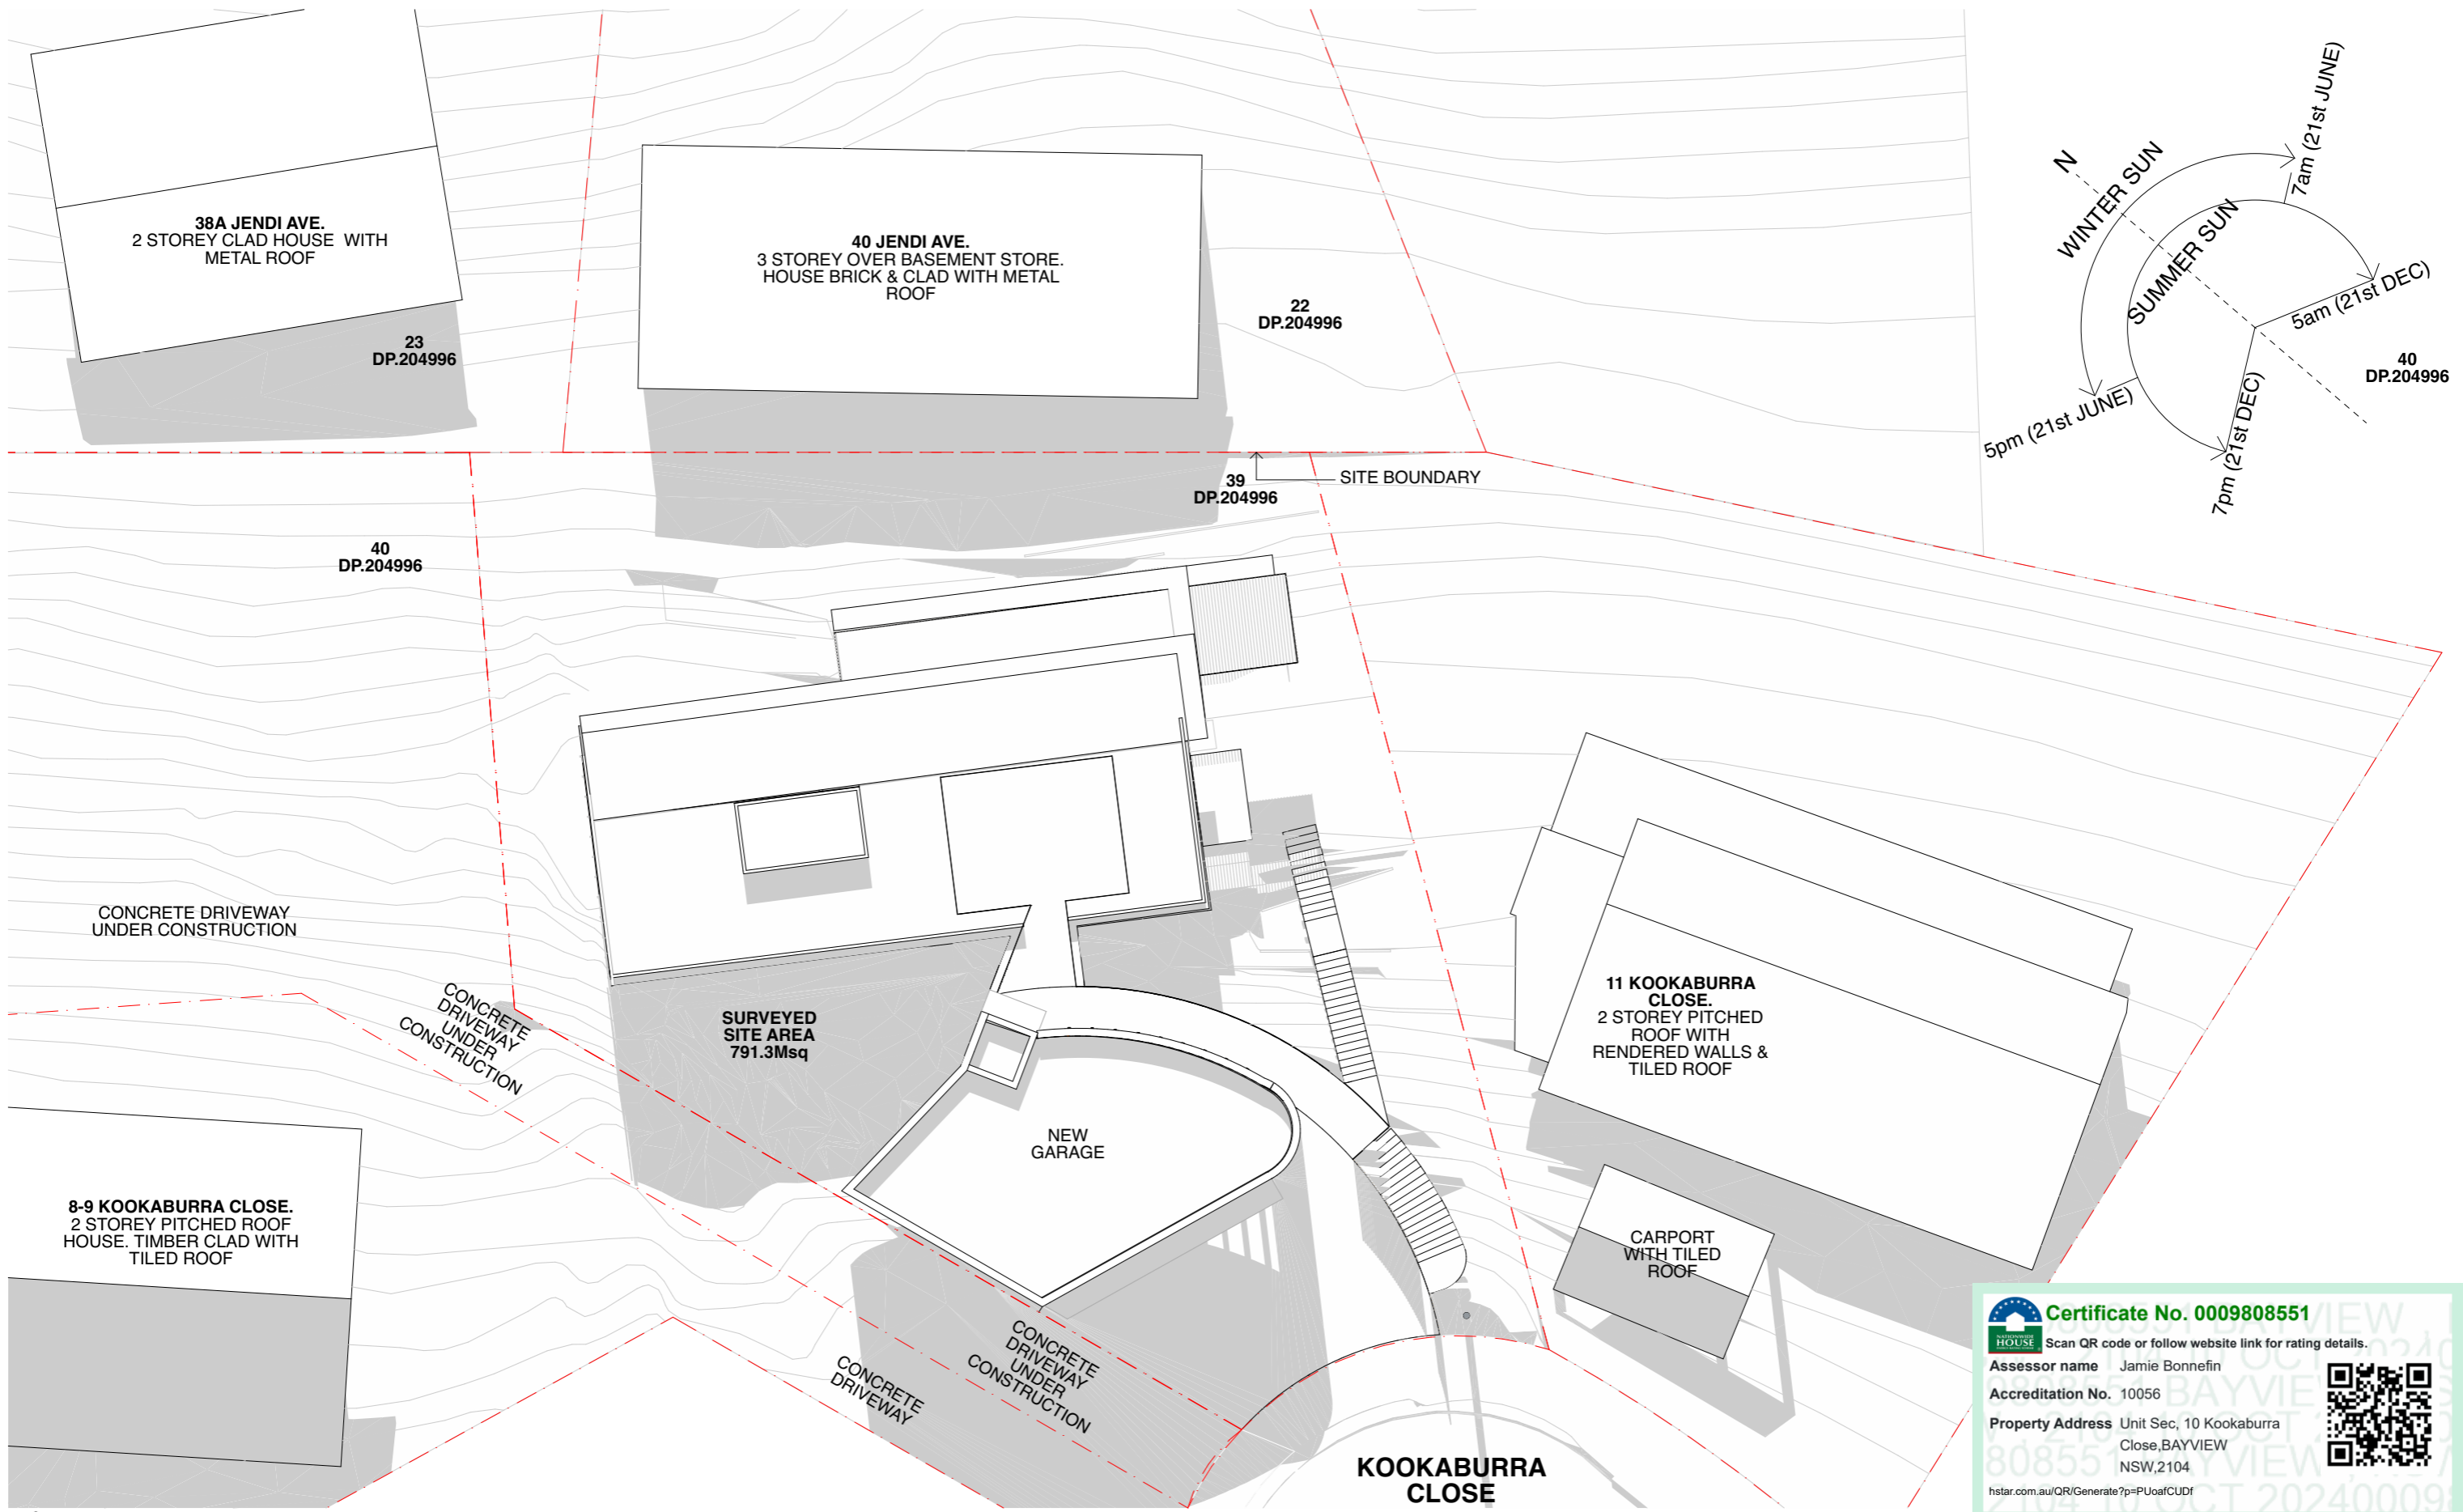 38A JENDI AVE.
2 STOREY CLAD HOUSE WITH
METAL ROOF
23
DP.204996
40 JENDI AVE.
3 STOREY OVER BASEMENT STORE.
HOUSE BRICK & CLAD WITH METAL
ROOF
22
DP.204996
N
WINTER SUN
SUMMER SUN
7am (21st JUNE)
5am (21st DEC)
5pm (21st JUNE)
7pm (21st DEC)
40
DP.204996
39
DP.204996
SITE BOUNDARY
40
DP.204996
CONCRETE DRIVEWAY
UNDER CONSTRUCTION
CONCRETE
DRIVEWAY
UNDER
CONSTRUCTION
SURVEYED
SITE AREA
791.3Msq
11 KOOKABURRA
CLOSE.
2 STOREY PITCHED
ROOF WITH
RENDERED WALLS &
TILED ROOF
NEW
GARAGE
8-9 KOOKABURRA CLOSE.
2 STOREY PITCHED ROOF
HOUSE. TIMBER CLAD WITH
TILED ROOF
CARPORT
WITH TILED
ROOF
CONCRETE
DRIVEWAY
UNDER
CONSTRUCTION
CONCRETE
DRIVEWAY
KOOKABURRA
CLOSE
NATIONWIDE
HOUSE
Certificate No. 0009808551
Scan QR code or follow website link for rating details.
Assessor name Jamie Bonnefin
Accreditation No. 10056
Property Address Unit Sec, 10 Kookaburra
Close,BAYVIEW
NSW,2104
hstar.com.au/QR/Generate?p=PUoafCUDf